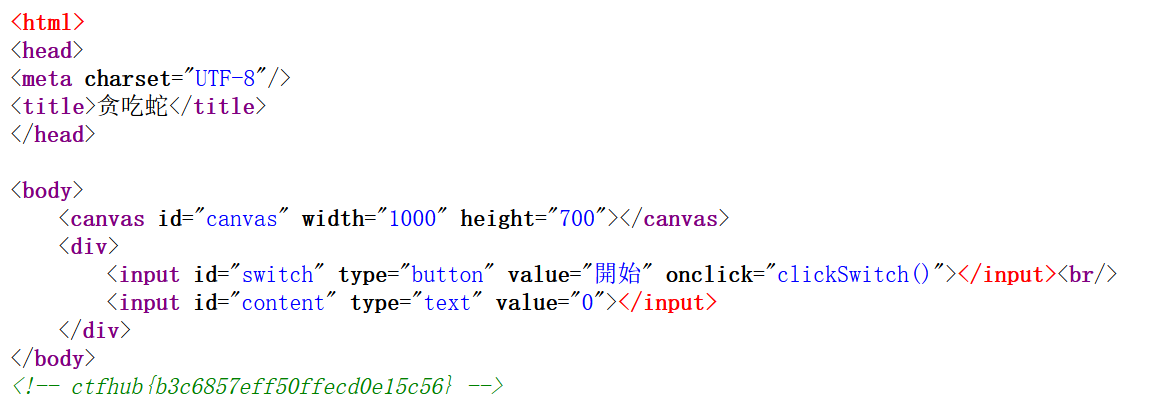 <html>
<head>
<meta charset="UTF-8"/>
<title>贪吃蛇</title>
</head>
<body>
<canvas id="canvas" width="1000" height="700"></canvas>
<div>
<input id="switch" type="button" value="開始" onclick="clickSwitch()"></input><br/>
<input id="content" type="text" value="0"></input>
</div>
</body>
<!-- ctfhub{b3c6857eff50ffecd0e15c56} -->